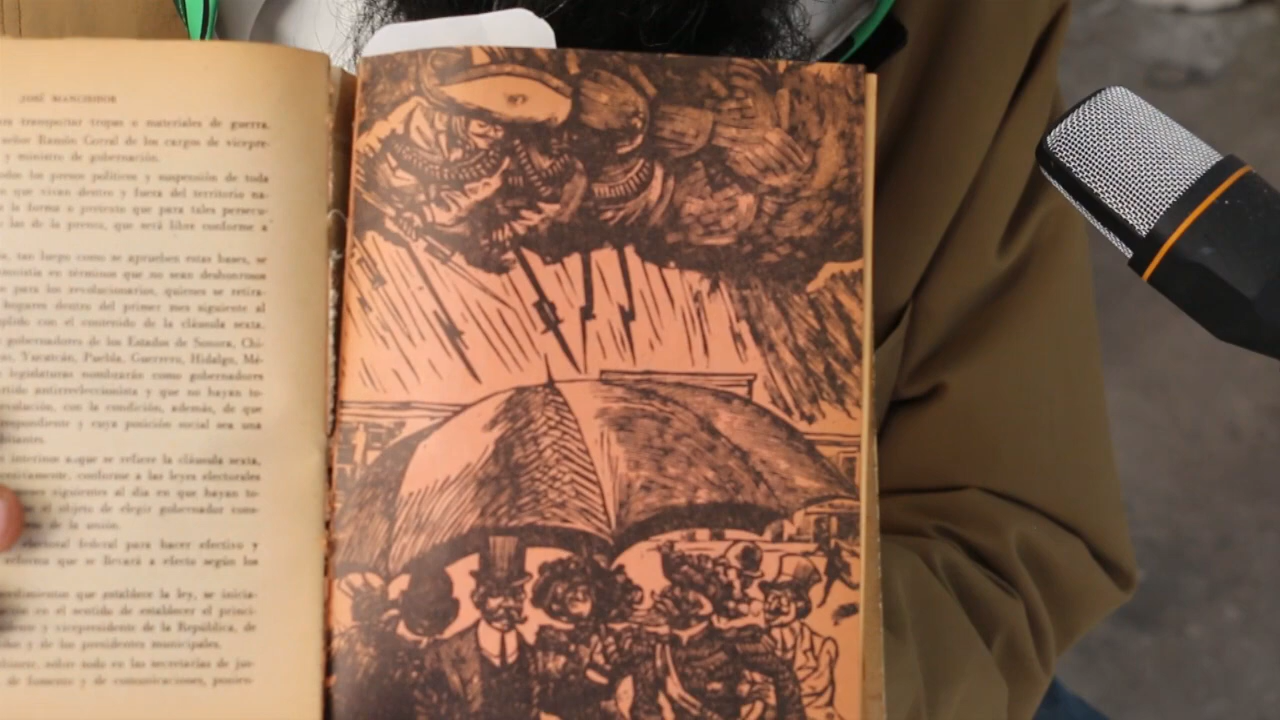 JOSÉ MANCISIDOR
ra transportar tropas o materiales de guerra.
señor Ramón Corral de los cargos de vicepre-
y ministro de gobernación.
odos los presos políticos y suspensión de toda
que vivan dentro y fuera del territorio na-
la forma o pretexto que para tales persecu-
las de la prensa, que será libre conforme a
tan luego como se aprueben estas bases, se
amnistía en términos que no sean deshonrosos
para los revolucionarios, quienes se retira-
hogares dentro del primer mes siguiente al
con el contenido de la cláusula sexta.
gobernadores de los Estados de Sonora, Chi-
Yucatán, Puebla, Guerrero, Hidalgo, Mé-
legislaturas nombrarán como gobernadores
antirreeleccionista y que no hayan to-
con la condición, además, de que
y cuya posición social sea una
interinos a que se refiere la cláusula sexta,
conforme a las leyes electorales
siguientes al día en que hayan to-
el objeto de elegir gobernador cons-
de la unión.
electoral federal para hacer efectivo y
reforma que se llevará a efecto según los
que establece la ley, se inicia-
en el sentido de establecer el princi-
y vicepresidente de la República, de
y de los presidentes municipales.
sobre todo en las secretarías de jus-
de fomento y de comunicaciones, ponien-